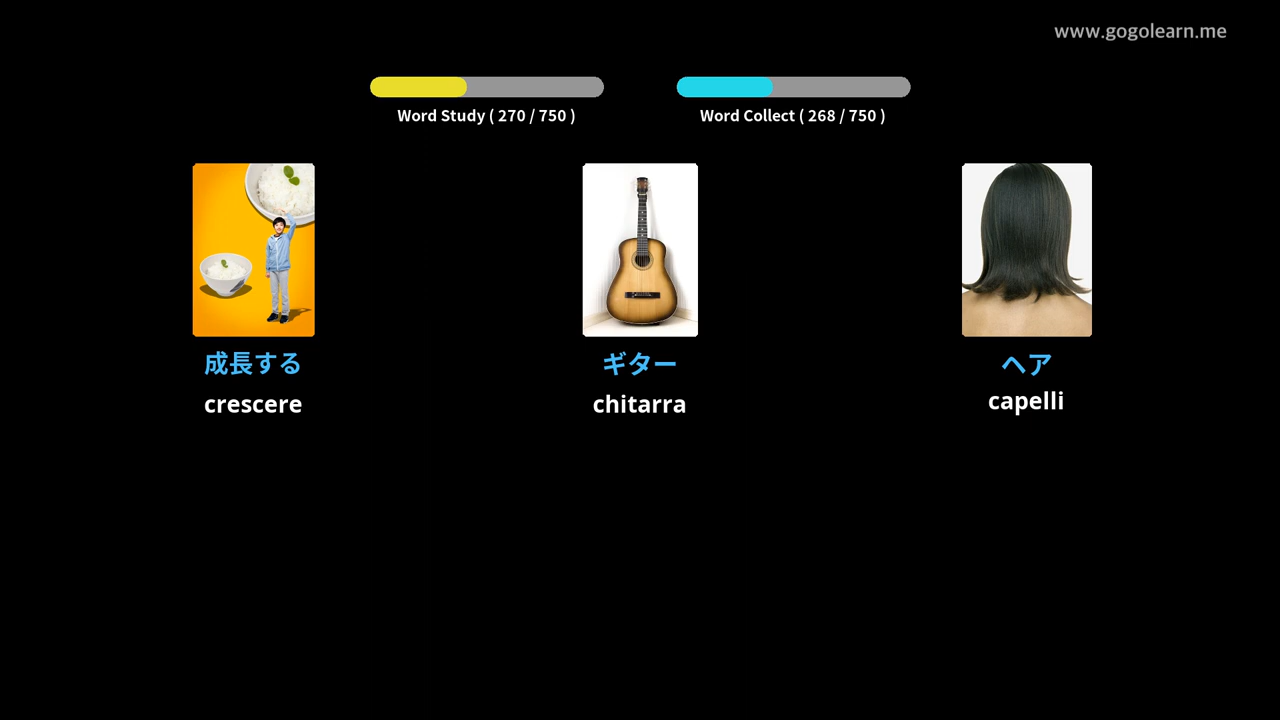 www.gogolearn.me
Word Study ( 270 / 750 )
Word Collect ( 268 / 750 )
成長する
crescere
ギター
chitarra
ヘア
capelli